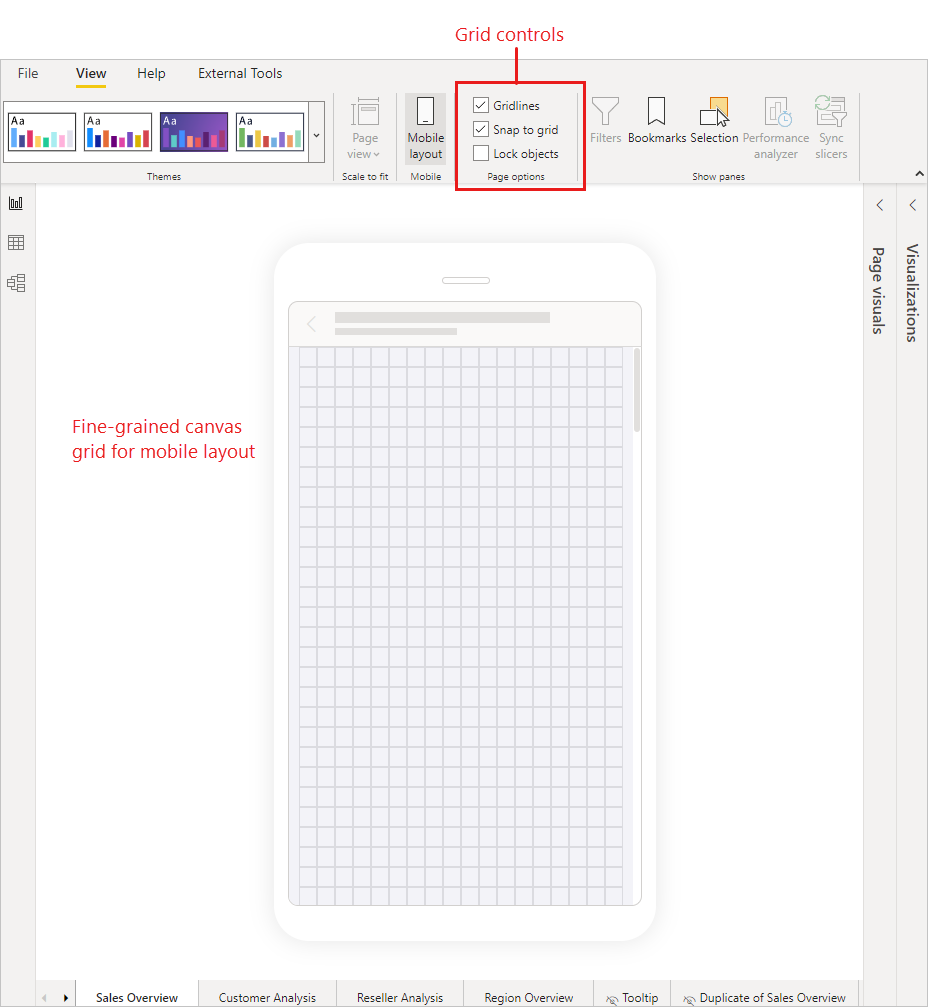 Grid controls
File View Help External Tools
Aa Aa Aa Aa
Gridlines
Snap to grid
Lock objects
Page
view
Mobile
layout
Filters Bookmarks Selection Performance
analyzer
Sync
slicers
Themes Scale to fit Mobile Page options Show panes
Page visuals
Visualizations
Fine-grained canvas
grid for mobile layout
Sales Overview Customer Analysis Reseller Analysis Region Overview Tooltip Duplicate of Sales Overview